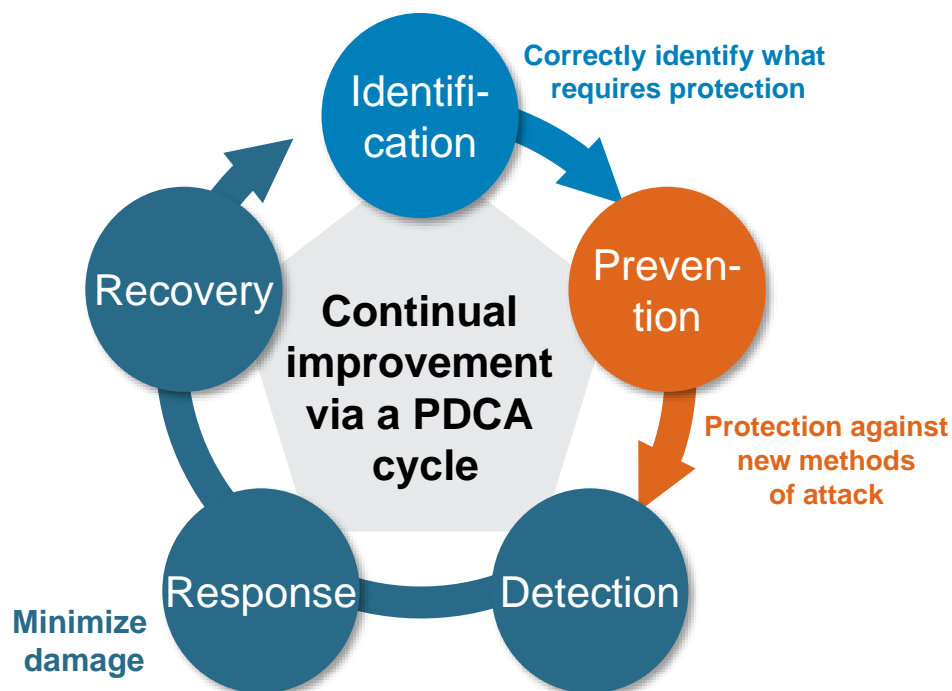 Identifi-
cation
Correctly identify what
requires protection
Preven-
tion
Protection against
new methods
of attack
Detection
Response
Minimize
damage
Recovery
Continual
improvement
via a PDCA
cycle